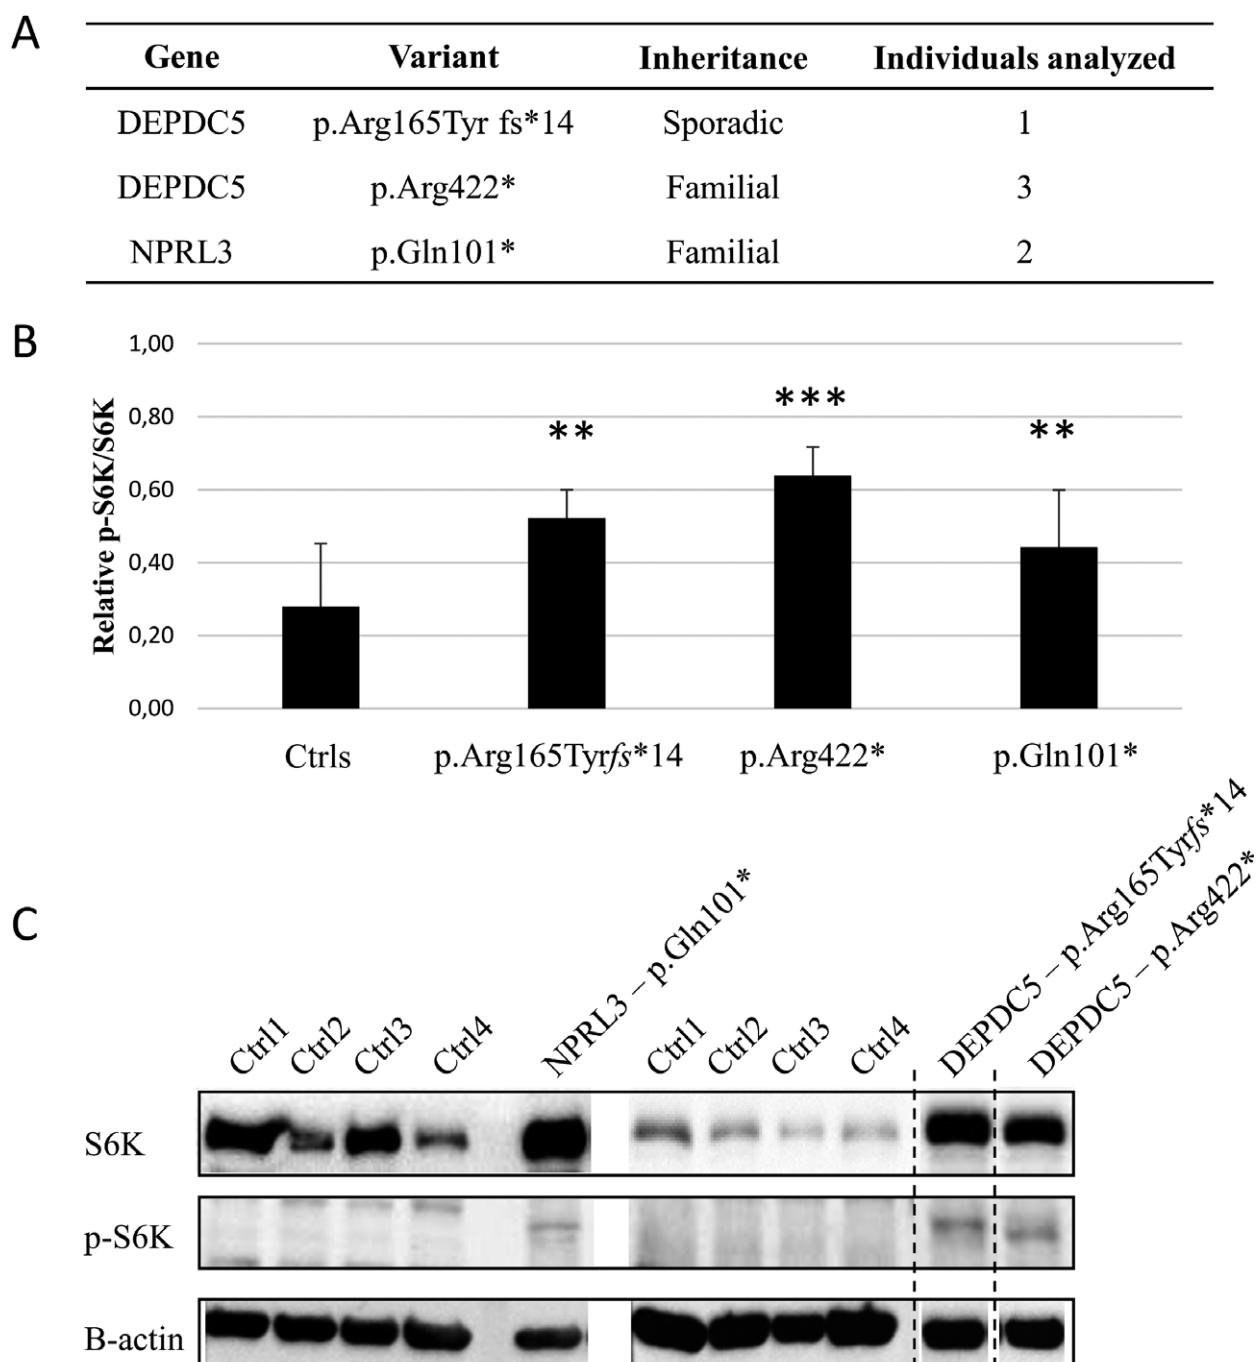 A
Gene Variant Inheritance Individuals analyzed
DEPDC5 p.Arg165Tyr fs*14 Sporadic 1
DEPDC5 p.Arg422* Familial 3
NPRL3 p.Gln101* Familial 2
B
Relative p-S6K/S6K
1,00
0,80
0,60
0,40
0,20
0,00
** *** **
Ctrls p.Arg165Tyrfs*14 p.Arg422* p.Gln101*
C
Ctrl1 Ctrl2 Ctrl3 Ctrl4 NPRL3 – p.Gln101* Ctrl1 Ctrl2 Ctrl3 Ctrl4 DEPDC5 – p.Arg165Tyrfs*14 DEPDC5 – p.Arg422*
S6K
p-S6K
B-actin